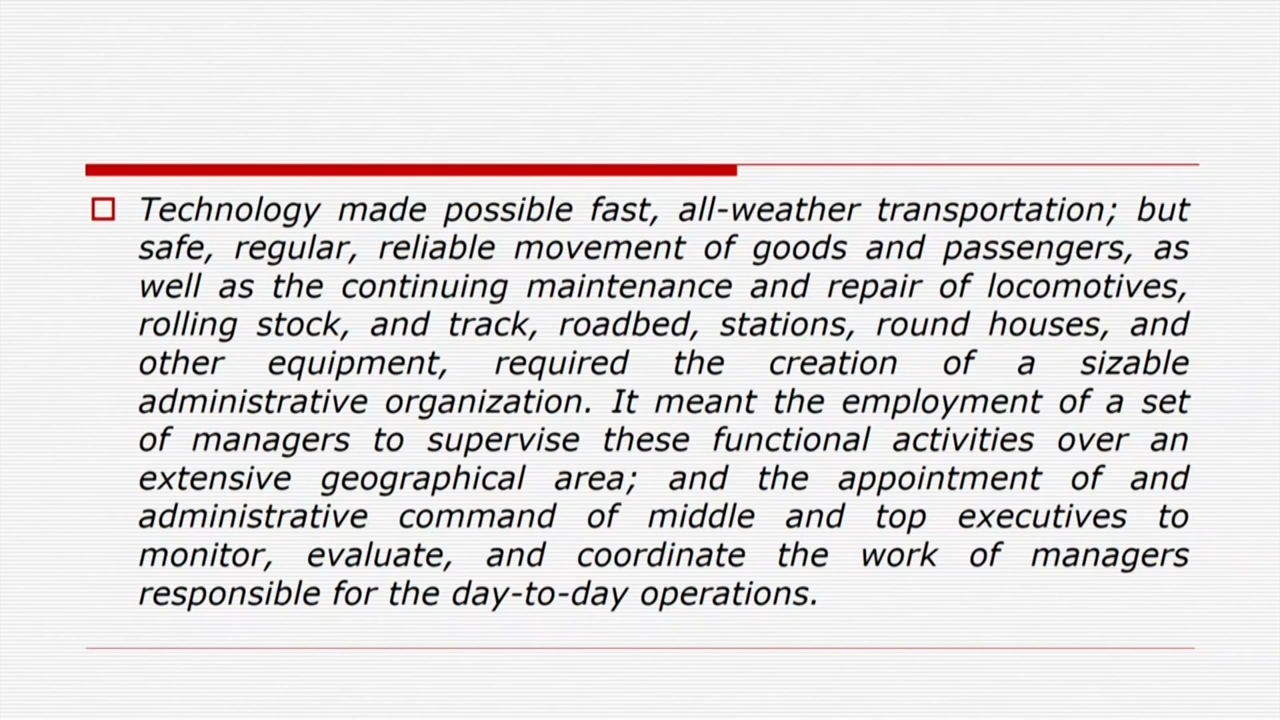 Technology made possible fast, all-weather transportation; but
safe, regular, reliable movement of goods and passengers, as
well as the continuing maintenance and repair of locomotives,
rolling stock, and track, roadbed, stations, round houses, and
other equipment, required the creation of a sizable
administrative organization. It meant the employment of a set
of managers to supervise these functional activities over an
extensive geographical area; and the appointment of and
administrative command of middle and top executives to
monitor, evaluate, and coordinate the work of managers
responsible for the day-to-day operations.